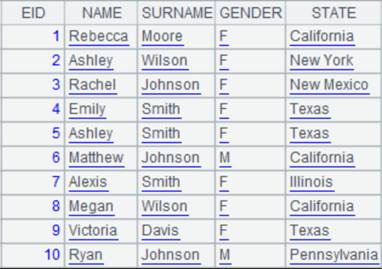 EID NAME SURNAME GENDER STATE
1 Rebecca Moore F California
2 Ashley Wilson F New York
3 Rachel Johnson F New Mexico
4 Emily Smith F Texas
5 Ashley Smith F Texas
6 Matthew Johnson M California
7 Alexis Smith F Illinois
8 Megan Wilson F California
9 Victoria Davis F Texas
10 Ryan Johnson M Pennsylvania